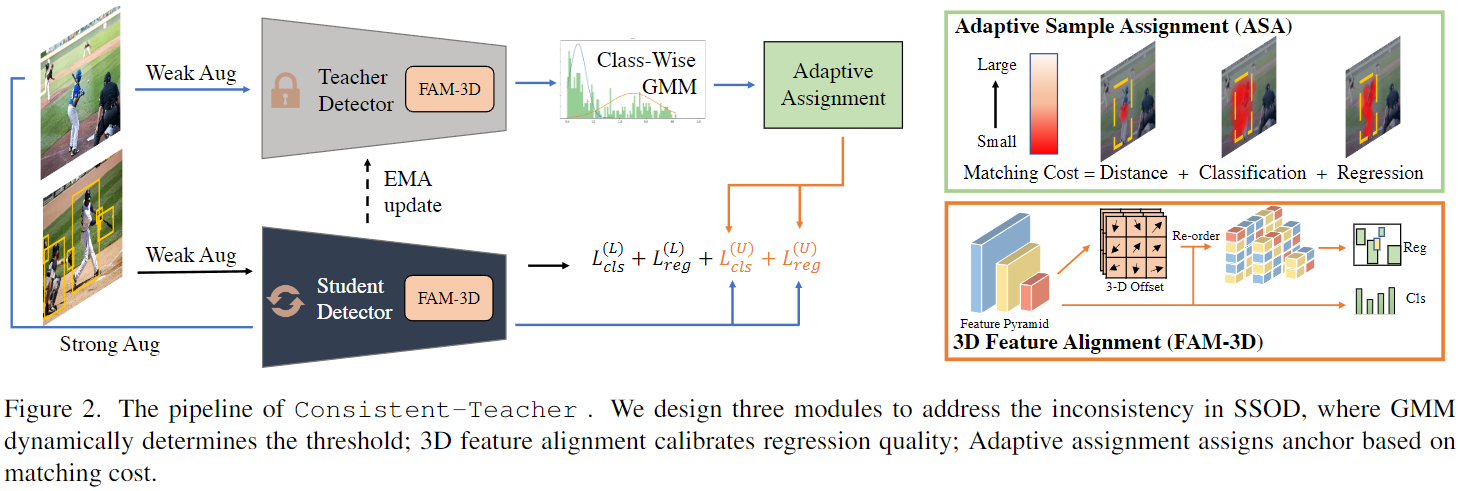 Weak Aug
Teacher
Detector
FAM-3D
Class-Wise
GMM
Adaptive
Assignment
EMA
update
Weak Aug
Student
Detector
FAM-3D
Strong Aug
L_{cls}^{(L)} + L_{reg}^{(L)} + L_{cls}^{(U)} + L_{reg}^{(U)}
Adaptive Sample Assignment (ASA)
Large
Small
Matching Cost = Distance + Classification + Regression
Feature Pyramid
3-D Offset
Re-order
Reg
Cls
3D Feature Alignment (FAM-3D)
Figure 2. The pipeline of Consistent-Teacher . We design three modules to address the inconsistency in SSOD, where GMM
dynamically determines the threshold; 3D feature alignment calibrates regression quality; Adaptive assignment assigns anchor based on
matching cost.